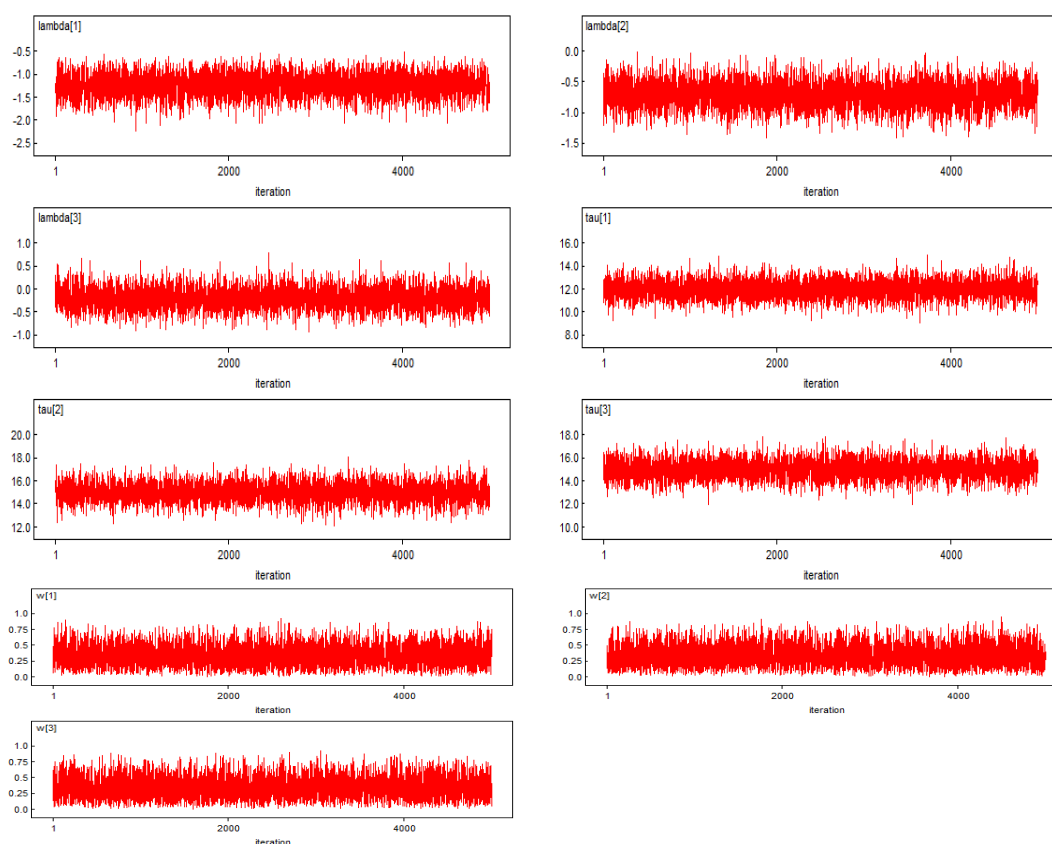 lambda[1]
-0.5
-1.0
-1.5
-2.0
-2.5
1 2000 4000
iteration
lambda[2]
0.0
-0.5
-1.0
-1.5
1 2000 4000
iteration
lambda[3]
1.0
0.5
0.0
-0.5
-1.0
1 2000 4000
iteration
tau[1]
16.0
14.0
12.0
10.0
8.0
1 2000 4000
iteration
tau[2]
20.0
18.0
16.0
14.0
12.0
1 2000 4000
iteration
tau[3]
18.0
16.0
14.0
12.0
10.0
1 2000 4000
iteration
w[1]
1.0
0.75
0.5
0.25
0.0
1 2000 4000
iteration
w[2]
1.0
0.75
0.5
0.25
0.0
1 2000 4000
iteration
w[3]
1.0
0.75
0.5
0.25
0.0
1 2000 4000
iteration